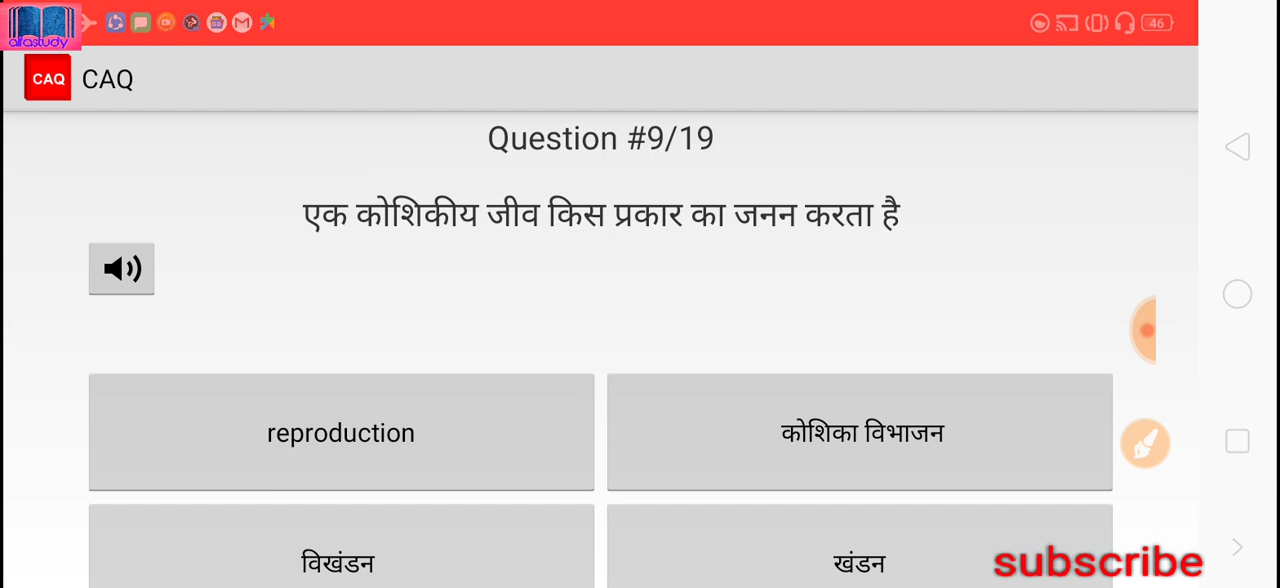 alfastudy
46
CAQ CAQ
Question #9/19
एक कोशिकीय जीव किस प्रकार का जनन करता है
reproduction
कोशिका विभाजन
विखंडन
खंडन
subscribe